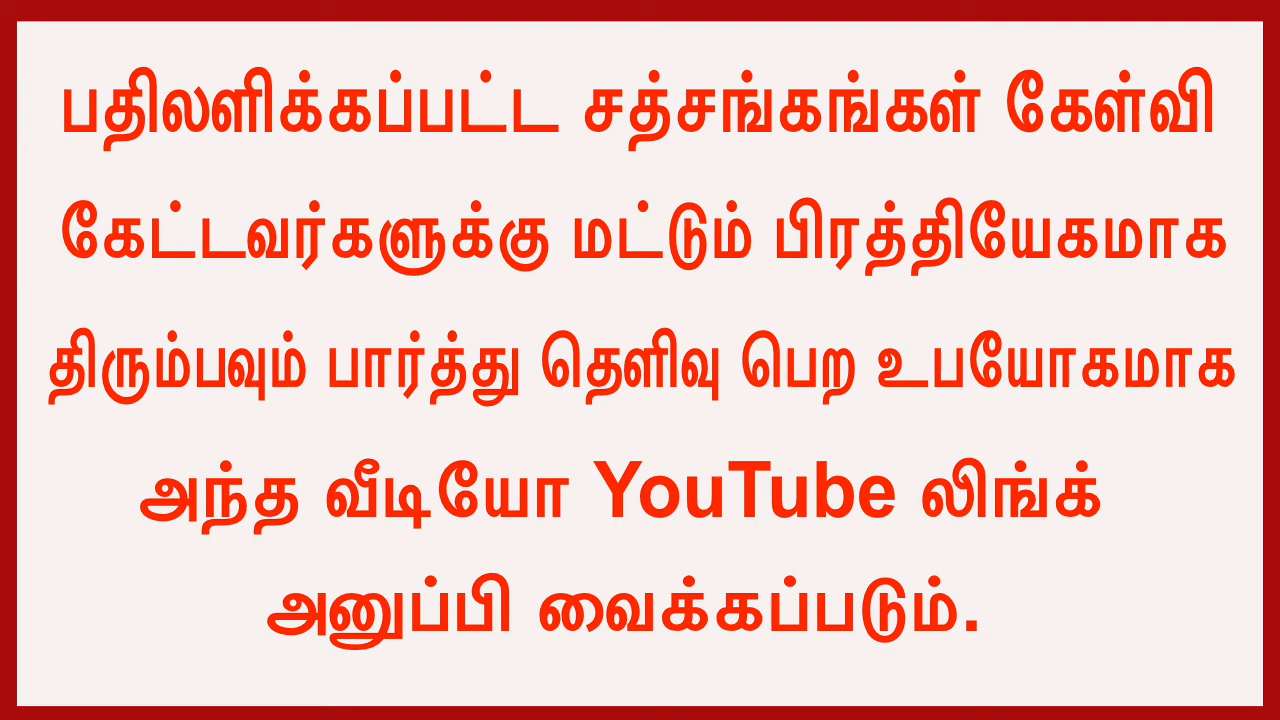 பதிலளிக்கப்பட்ட சத்சங்கங்கள் கேள்வி
கேட்டவர்களுக்கு மட்டும் பிரத்தியேகமாக
திரும்பவும் பார்த்து தெளிவு பெற உபயோகமாக
அந்த வீடியோ YouTube லிங்க்
அனுப்பி வைக்கப்படும்.